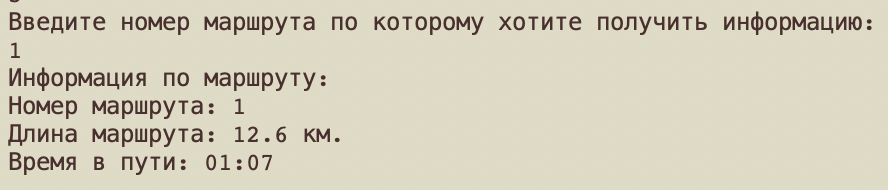 Введите номер маршрута по которому хотите получить информацию:
1
Информация по маршруту:
Номер маршрута: 1
Длина маршрута: 12.6 км.
Время в пути: 01:07